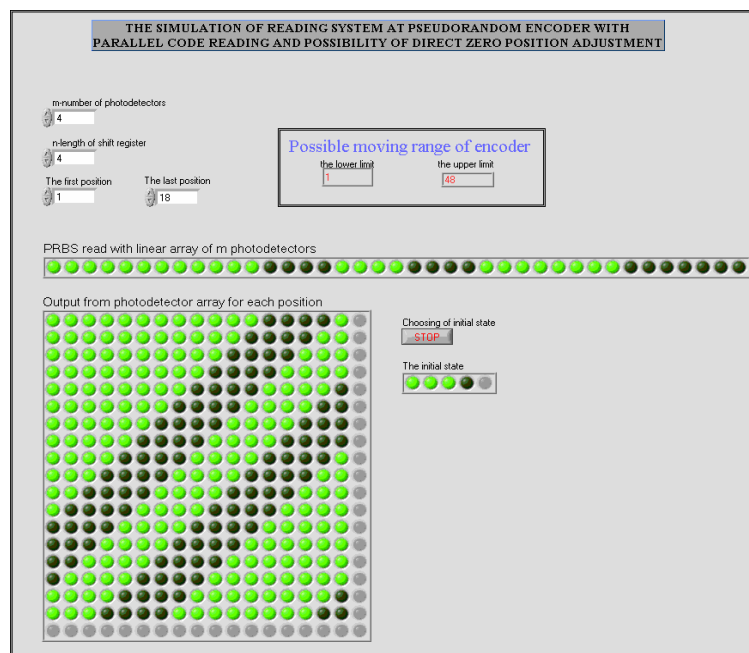 THE SIMULATION OF READING SYSTEM AT PSEUDORANDOM ENCODER WITH
PARALLEL CODE READING AND POSSIBILITY OF DIRECT ZERO POSITION ADJUSTMENT
m-number of photodetectors
4
n-length of shift register
4
The first position
The last position
1
18
Possible moving range of encoder
the lower limit
the upper limit
1
48
PRBS read with linear array of m photodetectors
Output from photodetector array for each position
Choosing of initial state
STOP
The initial state